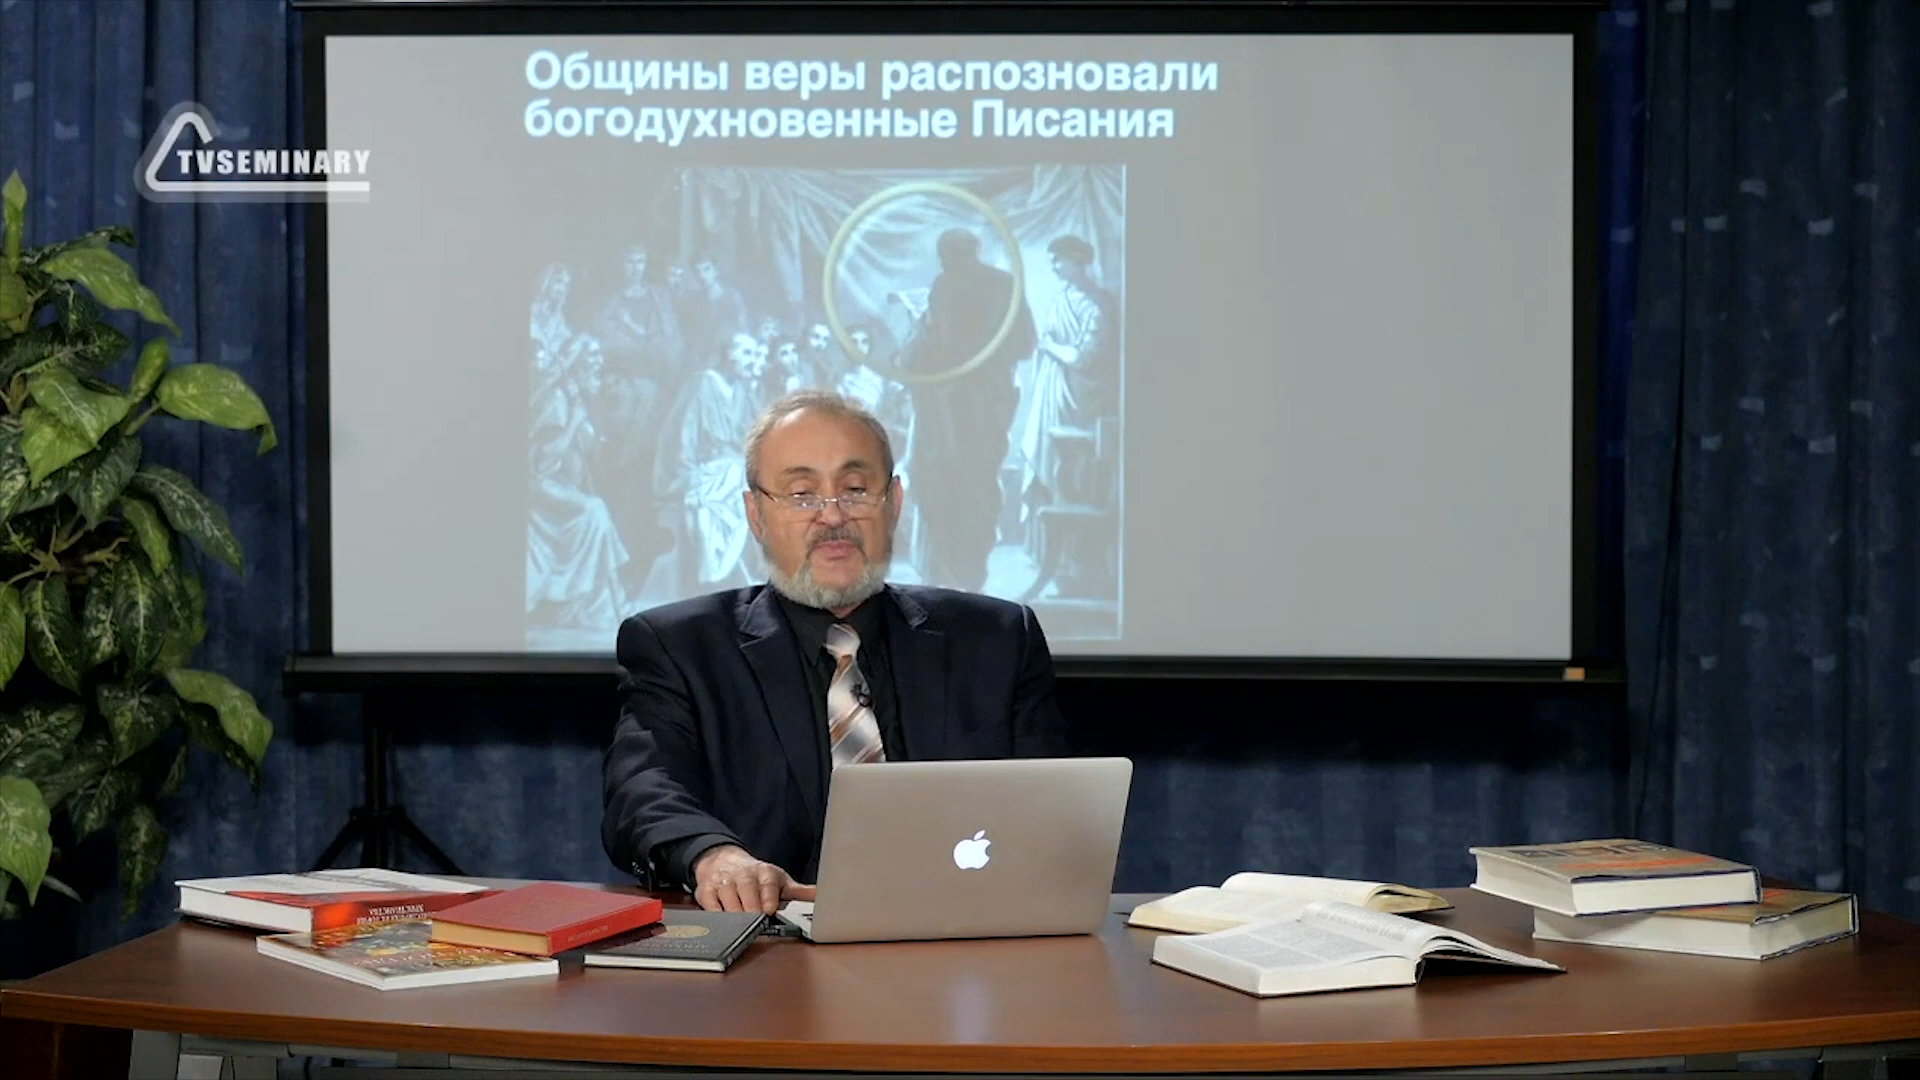 Общины веры распозновали
богодухновенные Писания
TVSEMINARY